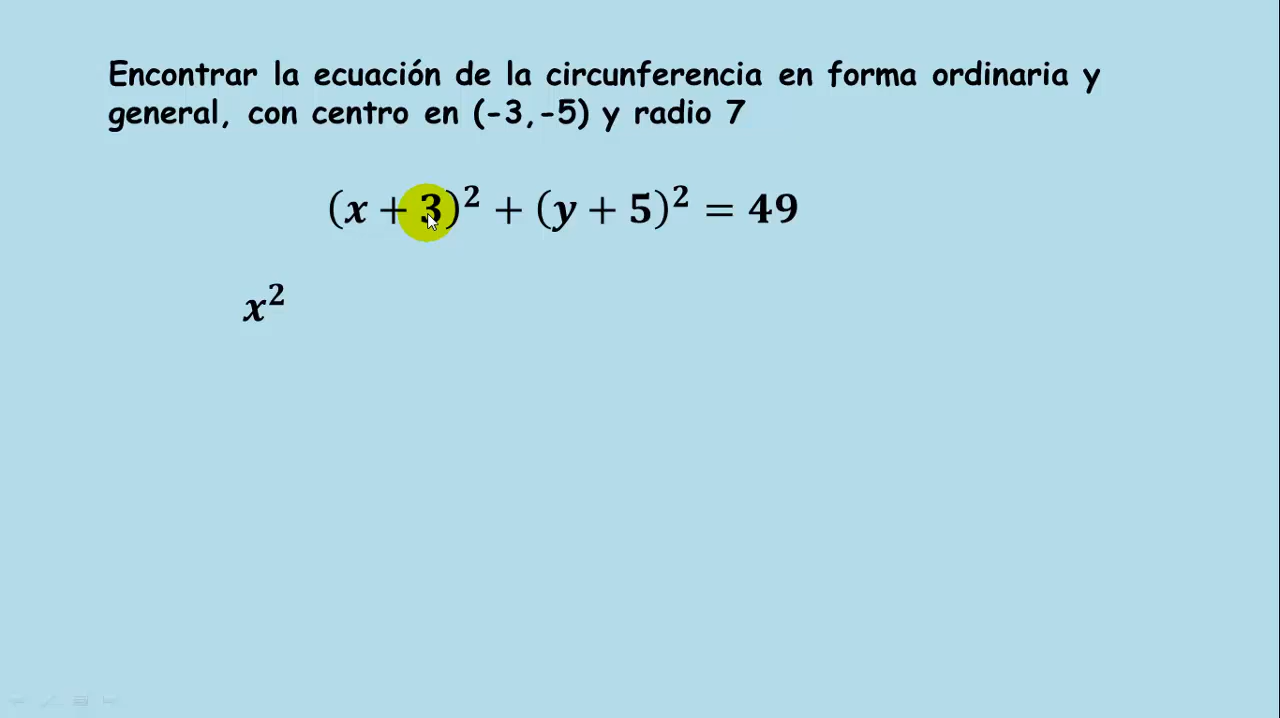 Encontrar la ecuación de la circunferencia en forma ordinaria y
general, con centro en (-3,-5) y radio 7
(x + 3)² + (y + 5)² = 49
x²